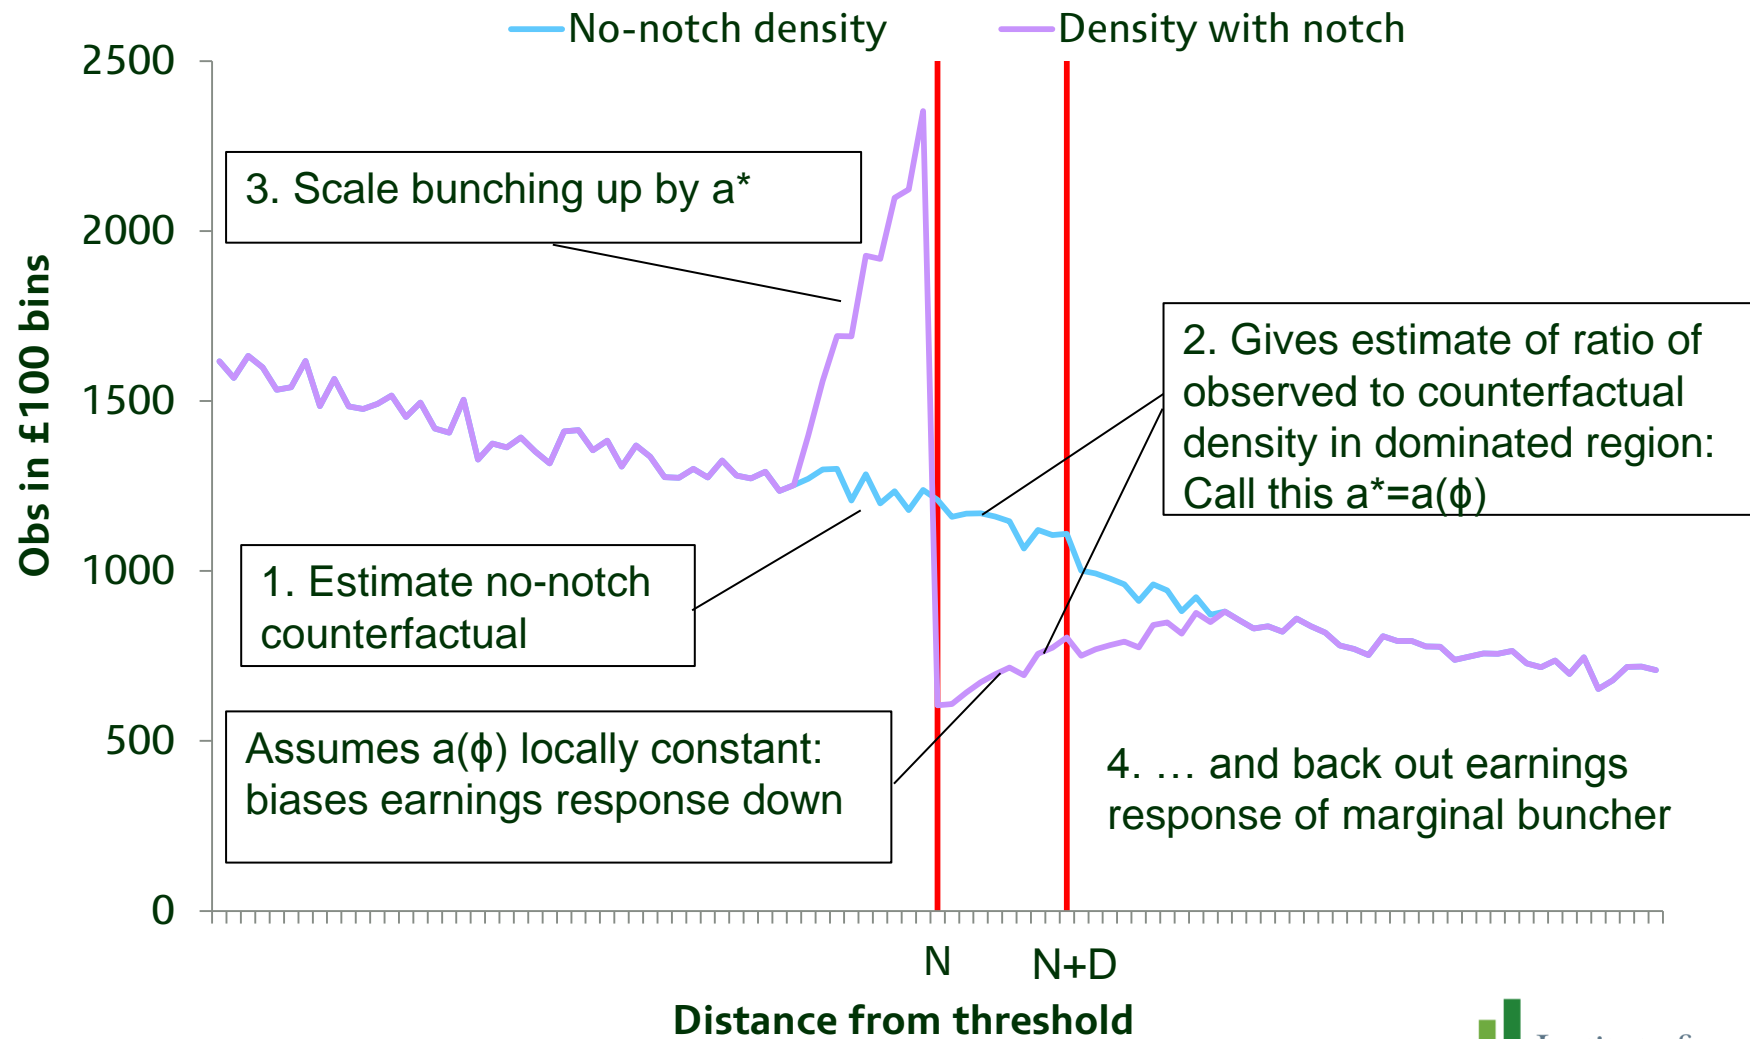 No-notch density
Density with notch
2500
2000
1500
1000
500
0
Obs in £100 bins
3. Scale bunching up by a*
2. Gives estimate of ratio of
observed to counterfactual
density in dominated region:
Call this a*=a(ϕ)
1. Estimate no-notch
counterfactual
Assumes a(ϕ) locally constant:
biases earnings response down
4. … and back out earnings
response of marginal buncher
N
N+D
Distance from threshold